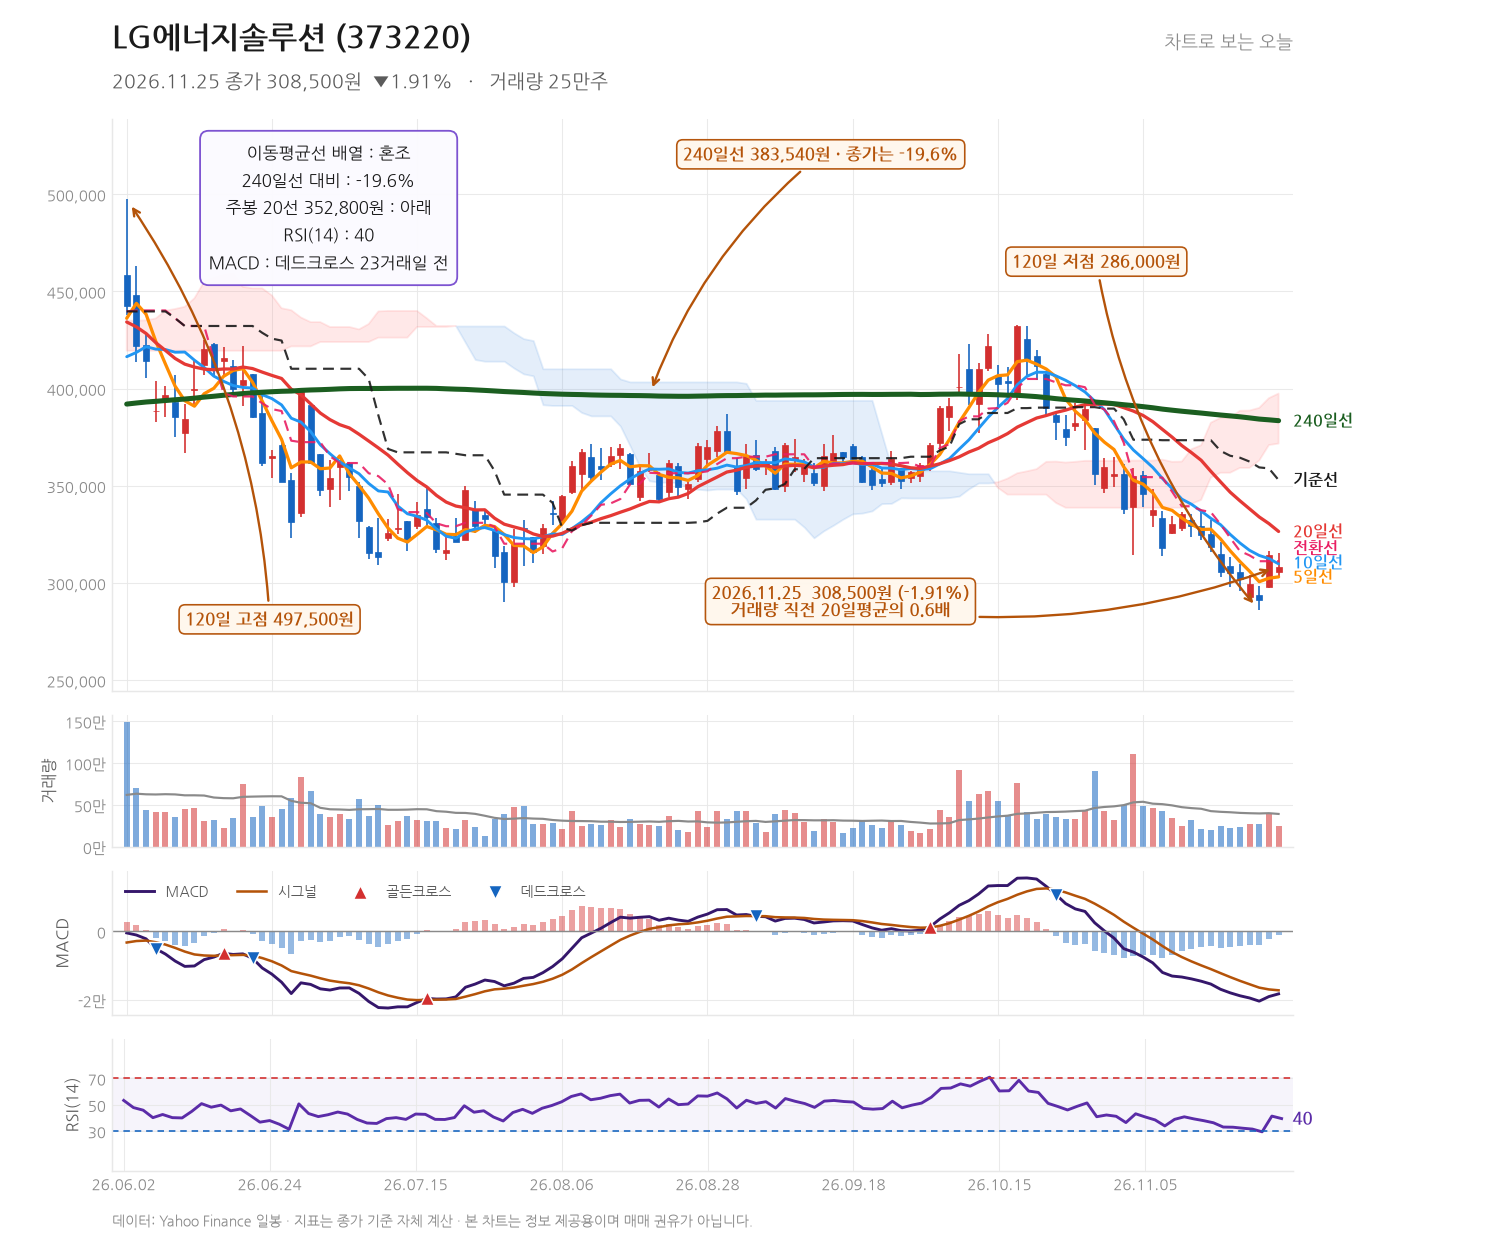 LG에너지솔루션 (373220)
차트로 보는 오늘
2026.11.25 종가 308,500원 ▼1.91% · 거래량 25만주
이동평균선 배열 : 혼조
240일선 대비 : -19.6%
주봉 20선 352,800원 : 아래
RSI(14) : 40
MACD : 데드크로스 23거래일 전
240일선 383,540원 · 종가는 -19.6%
120일 저점 286,000원
120일 고점 497,500원
2026.11.25 308,500원 (-1.91%)
거래량 직전 20일평균의 0.6배
500,000
450,000
400,000
350,000
300,000
250,000
240일선
기준선
20일선
전환선
10일선
5일선
거래량
150만
100만
50만
0만
MACD
MACD
시그널
골든크로스
데드크로스
0
-2만
RSI(14)
70
50
30
40
26.06.02
26.06.24
26.07.15
26.08.06
26.08.28
26.09.18
26.10.15
26.11.05
데이터: Yahoo Finance 일봉 · 지표는 종가 기준 자체 계산 · 본 차트는 정보 제공용이며 매매 권유가 아닙니다.